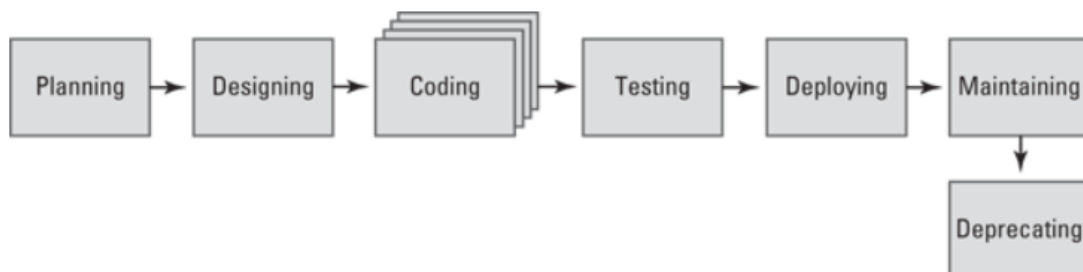 Planning
Designing
Coding
Testing
Deploying
Maintaining
Deprecating